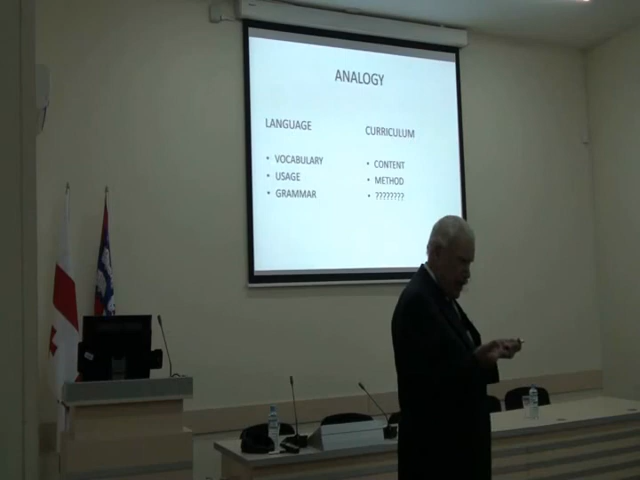 ANALOGY
LANGUAGE
• VOCABULARY
• USAGE
• GRAMMAR
CURRICULUM
• CONTENT
• METHOD
• ????????